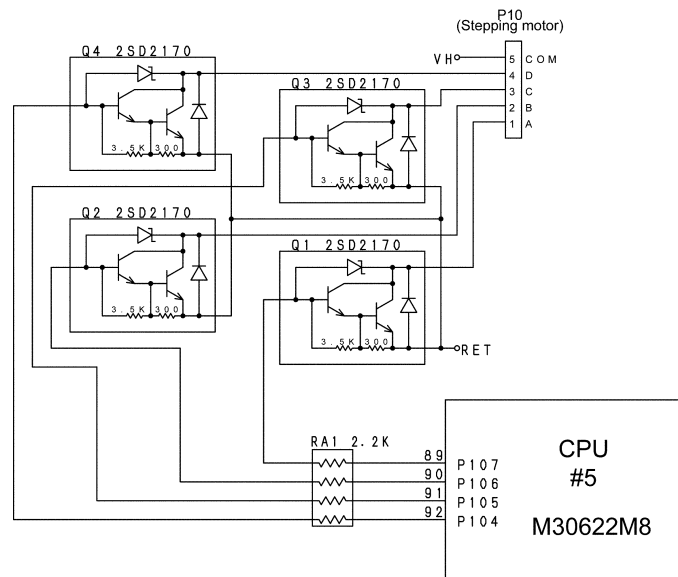 P10
(Stepping motor)
Q4 2SD2170
VH
5 COM
4 D
3 C
2 B
1 A
Q3 2SD2170
3.5K 300
3.5K 300
Q2 2SD2170
Q1 2SD2170
3.5K 300
3.5K 300
RET
RA1 2.2K
89 P107
90 P106
91 P105
92 P104
CPU
#5
M30622M8